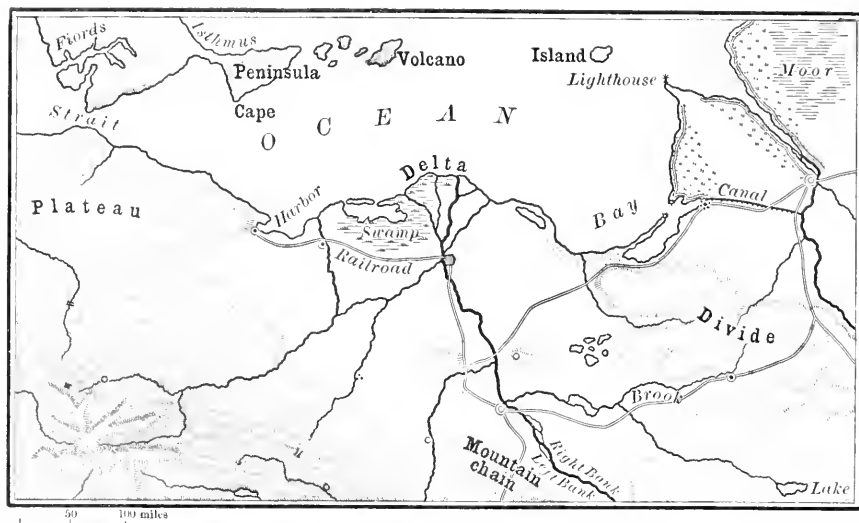 Fiords
Isthmus
Peninsula
Volcano
Island
Lighthouse
Moor
Cape
Strait
OCEAN
Delta
Plateau
Harbor
Swamp
Railroad
Bay
Canal
Divide
Brook
Mountain
chain
Right Bank
Left Bank
Lake
50 100 miles